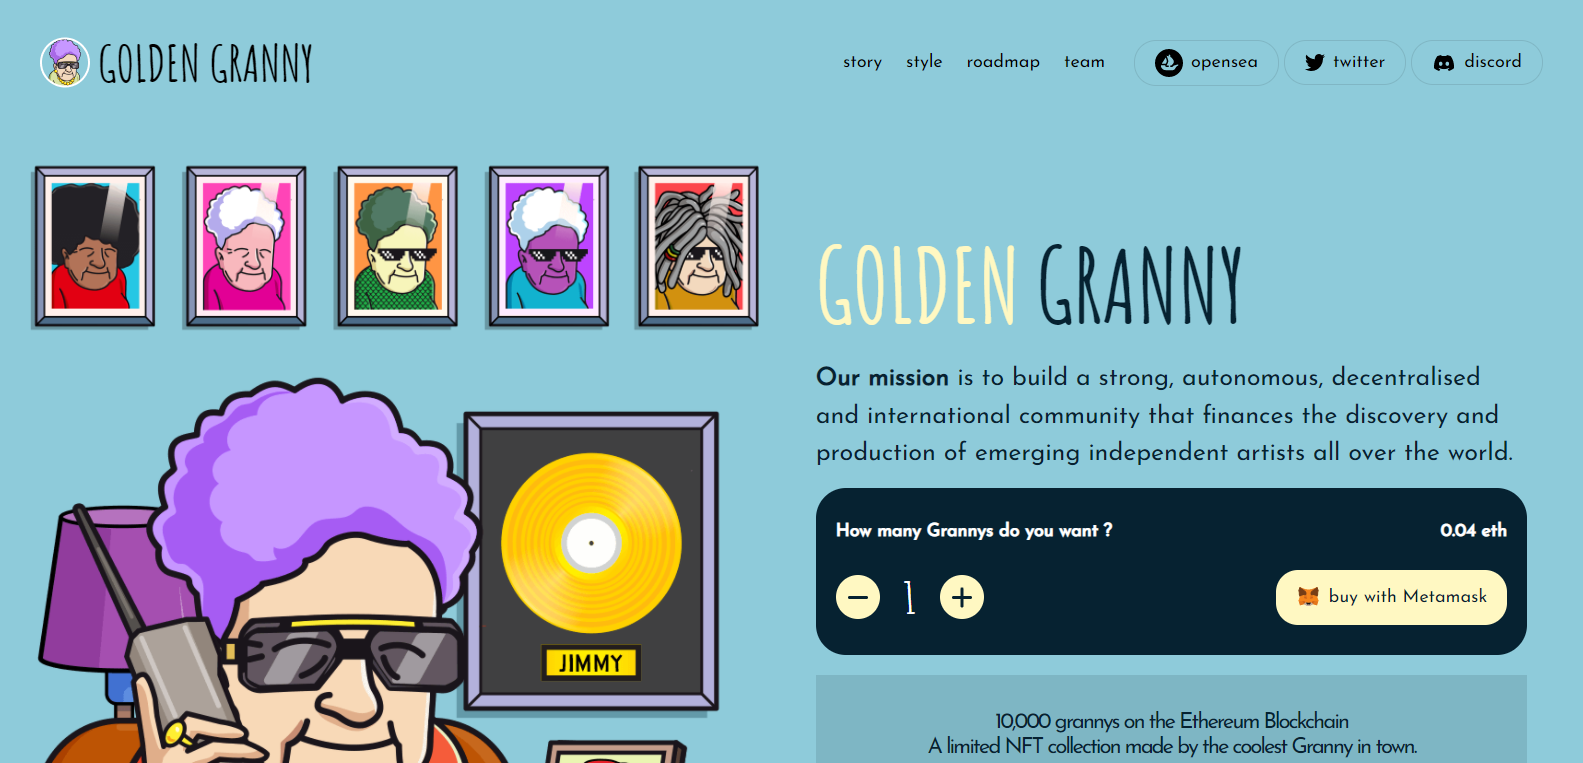 GOLDEN GRANNY
story style roadmap team opensea twitter discord
GOLDEN GRANNY
Our mission is to build a strong, autonomous, decentralised
and international community that finances the discovery and
production of emerging independent artists all over the world.
How many Grannys do you want ? 0.04 eth
1 buy with Metamask
JIMMY
10,000 grannys on the Ethereum Blockchain
A limited NFT collection made by the coolest Granny in town.